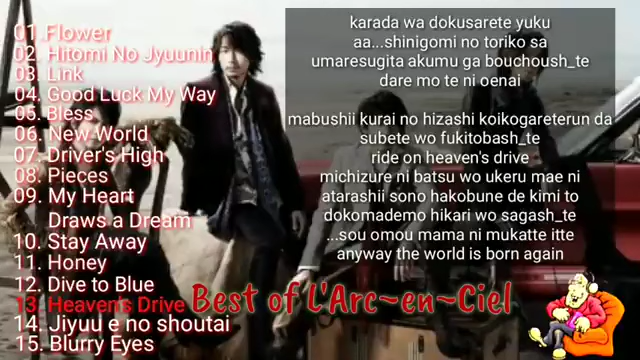 01.Flower
02. Hitomi No Jyuunin
03. Link
04. Good Luck My Way
05. Bless
06. New World
07. Driver's High
08. Pieces
09. My Heart
Draws a Dream
10. Stay Away
11. Honey
12. Dive to Blue
13. Heaven's Drive
14. Jiyuu e no shoutai
15. Blurry Eyes
karada wa dokusarete yuku
aa...shinigomi no toriko sa
umaresugita akumu ga bouchoush_te
dare mo te ni oenai
mabushii kurai no hizashi koikogareterun da
subete wo fukitobash_te
ride on heaven's drive
michizure ni batsu wo ukeru mae ni
atarashii sono hakobune de kimi to
dokomademo hikari wo sagash_te
...sou omou mama ni mukatte itte
anyway the world is born again
Best of L'Arc~en~Ciel